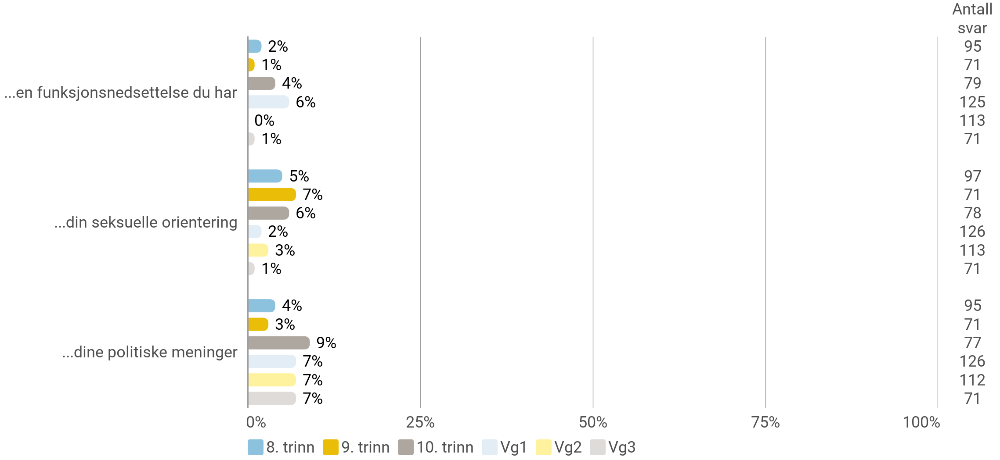 Antall
svar
2% 95
1% 71
4% 79
...en funksjonsnedsettelse du har
6% 125
0% 113
1% 71
5% 97
7% 71
6% 78
...din seksuelle orientering
2% 126
3% 113
1% 71
4% 95
3% 71
9% 77
...dine politiske meninger
7% 126
7% 112
7% 71
0% 25% 50% 75% 100%
8. trinn 9. trinn 10. trinn Vg1 Vg2 Vg3